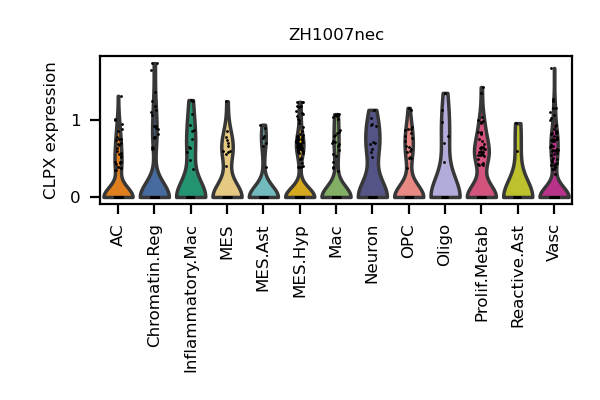 ZH1007nec
CLPX expression
1
0
AC
Chromatin.Reg
Inflammatory.Mac
MES
MES.Ast
MES.Hyp
Mac
Neuron
OPC
Oligo
Prolif.Metab
Reactive.Ast
Vasc